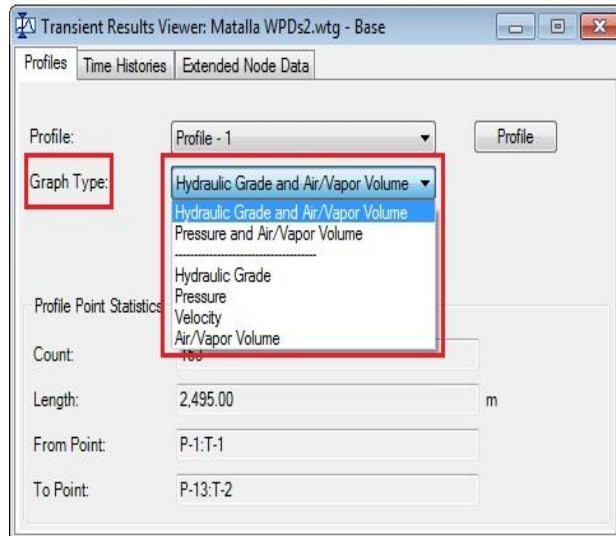 Transient Results Viewer: Matalla WPDs2.wtg - Base
Profiles Time Histories Extended Node Data
Profile: Profile - 1 Profile
Graph Type: Hydraulic Grade and Air/Vapor Volume
Hydraulic Grade and Air/Vapor Volume
Pressure and Air/Vapor Volume
------------------------------------
Hydraulic Grade
Pressure
Velocity
Air/Vapor Volume
Profile Point Statistics
Count:
Length: 2,495.00 m
From Point: P-1:T-1
To Point: P-13:T-2